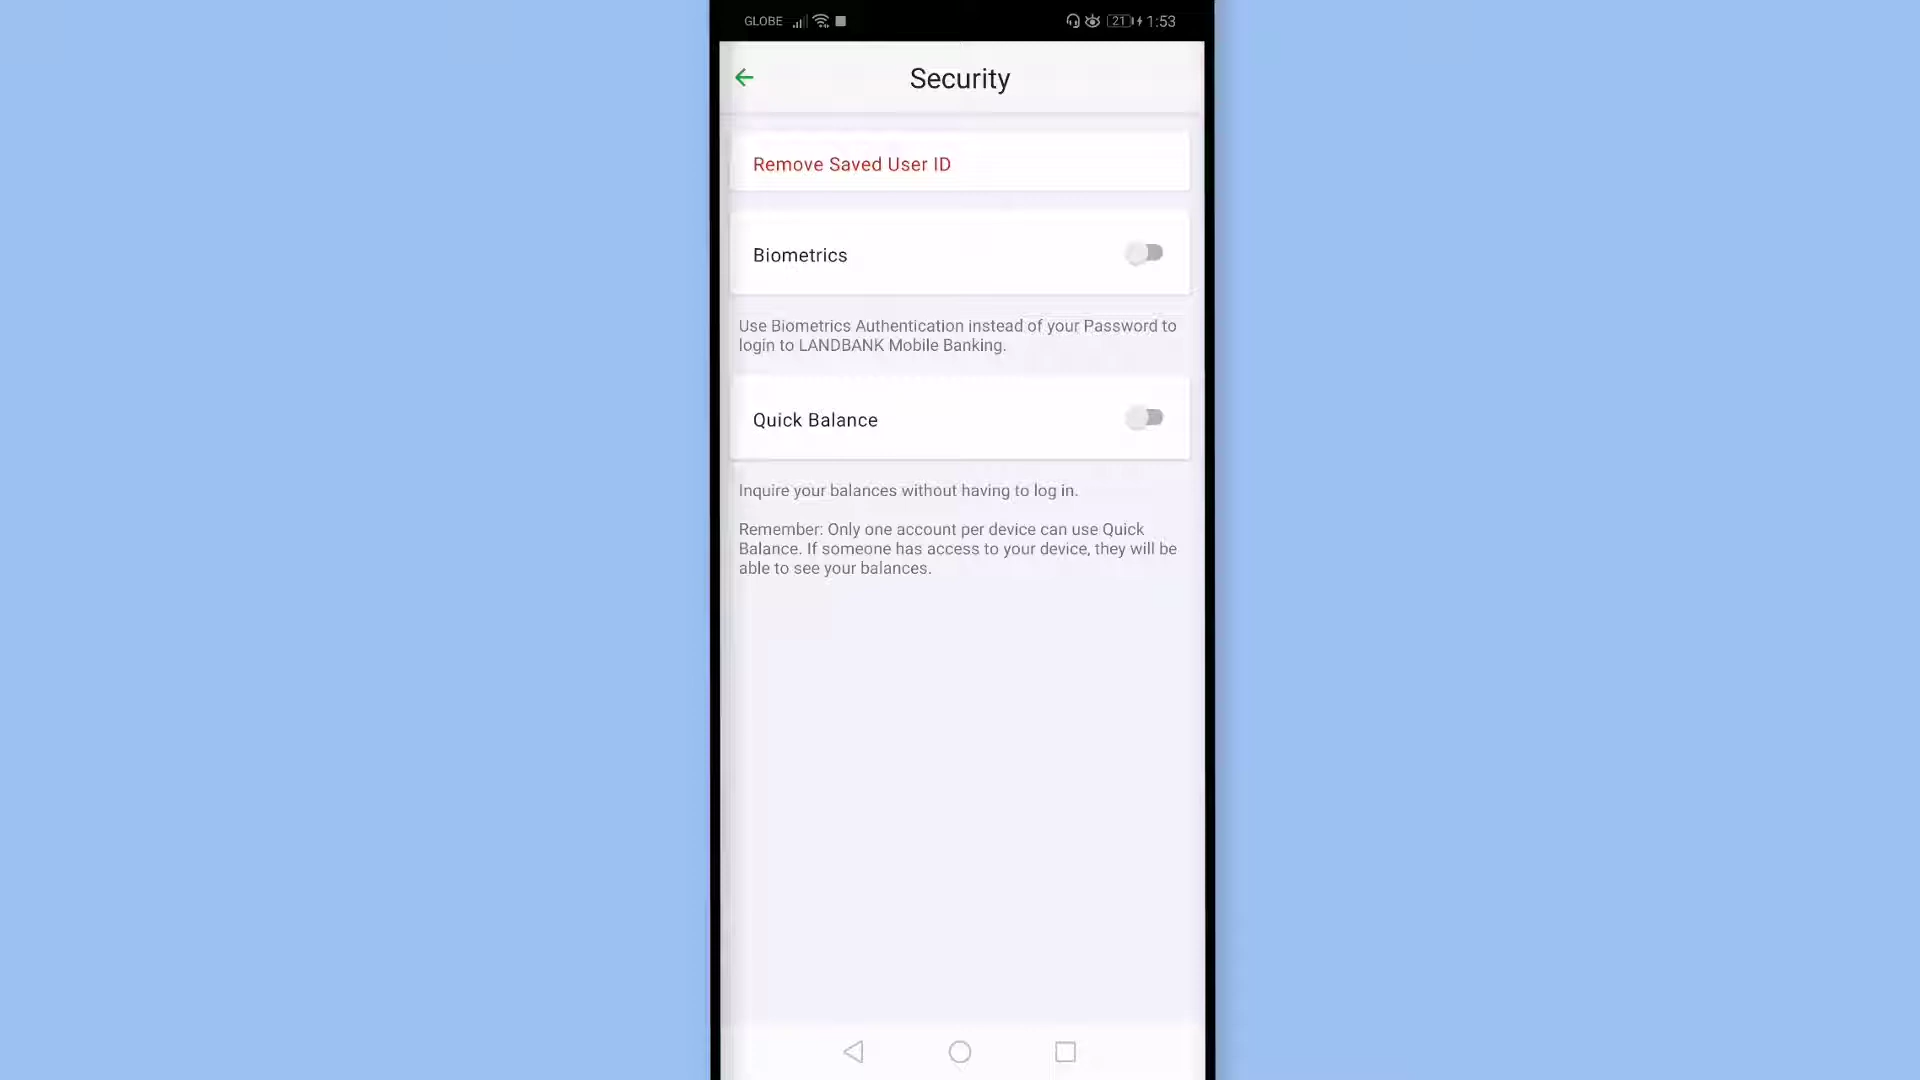 GLOBE 21 1:53
Security
Remove Saved User ID
Biometrics
Use Biometrics Authentication instead of your Password to
login to LANDBANK Mobile Banking.
Quick Balance
Inquire your balances without having to log in.
Remember: Only one account per device can use Quick
Balance. If someone has access to your device, they will be
able to see your balances.